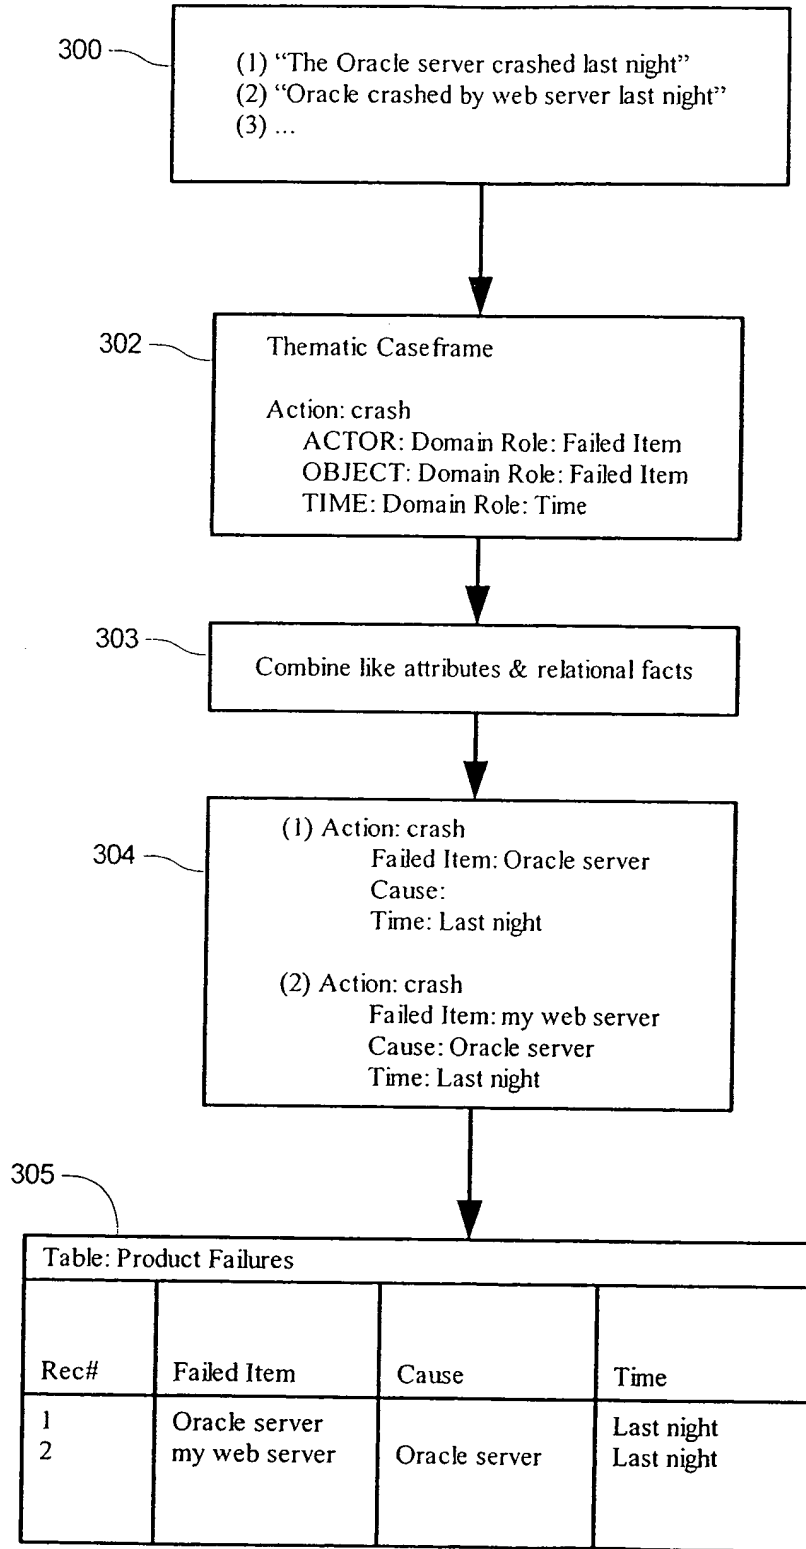 300
(1) “The Oracle server crashed last night”
(2) “Oracle crashed by web server last night”
(3) ...
302
Thematic Caseframe
Action: crash
ACTOR: Domain Role: Failed Item
OBJECT: Domain Role: Failed Item
TIME: Domain Role: Time
303
Combine like attributes & relational facts
304
(1) Action: crash
Failed Item: Oracle server
Cause:
Time: Last night
(2) Action: crash
Failed Item: my web server
Cause: Oracle server
Time: Last night
305
Table: Product Failures
Rec# Failed Item Cause Time
1 Oracle server Last night
2 my web server Oracle server Last night